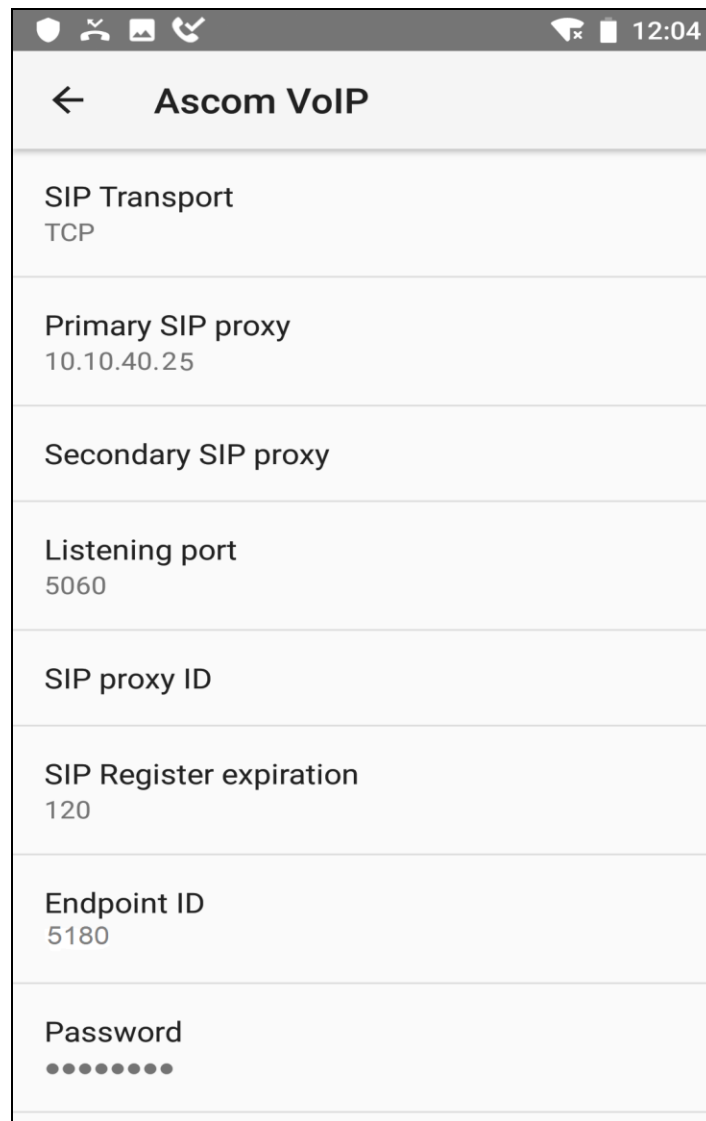 12:04
Ascom VoIP
SIP Transport
TCP
Primary SIP proxy
10.10.40.25
Secondary SIP proxy
Listening port
5060
SIP proxy ID
SIP Register expiration
120
Endpoint ID
5180
Password
••••••••